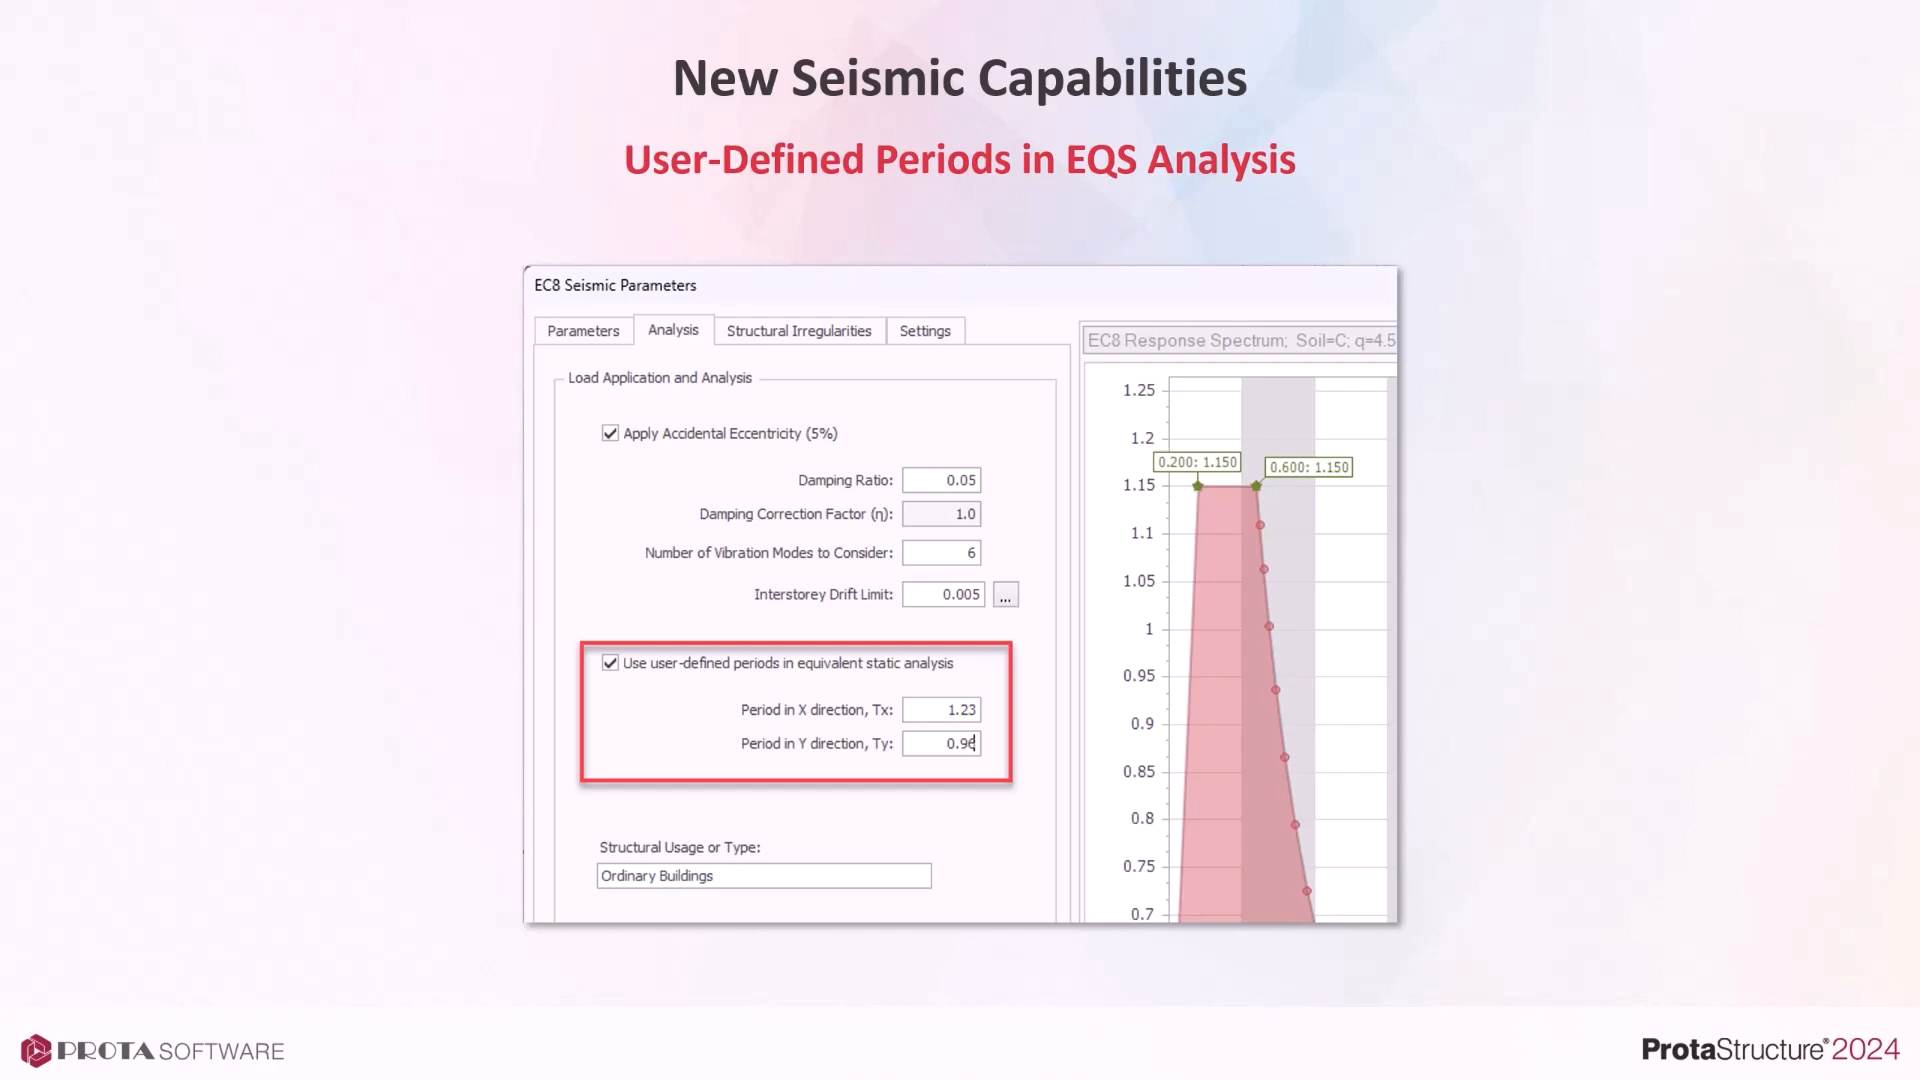 New Seismic Capabilities
User-Defined Periods in EQS Analysis
EC8 Seismic Parameters
Parameters
Analysis
Structural Irregularities
Settings
Load Application and Analysis
Apply Accidental Eccentricity (5%)
Damping Ratio: 0.05
Damping Correction Factor (η): 1.0
Number of Vibration Modes to Consider: 6
Interstorey Drift Limit: 0.005 ...
Use user-defined periods in equivalent static analysis
Period in X direction, Tx: 1.23
Period in Y direction, Ty: 0.96
Structural Usage or Type:
Ordinary Buildings
EC8 Response Spectrum; Soil=C; q=4.5
1.25
1.2
0.200: 1.150
0.600: 1.150
1.15
1.1
1.05
1
0.95
0.9
0.85
0.8
0.75
0.7
PROTA SOFTWARE
ProtaStructure® 2024